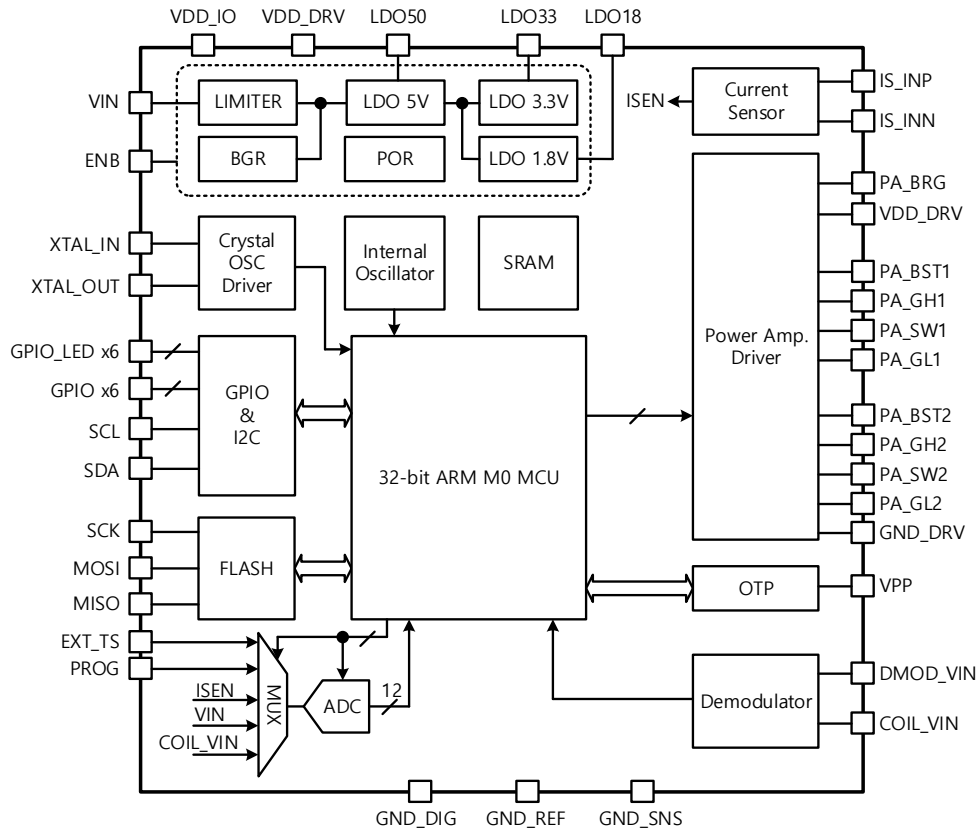 VDD_IO
VDD_DRV
LDO50
LDO33
LDO18
VIN
ENB
LIMITER
LDO 5V
LDO 3.3V
BGR
POR
LDO 1.8V
ISEN
Current
Sensor
IS_INP
IS_INN
XTAL_IN
XTAL_OUT
Crystal
OSC
Driver
Internal
Oscillator
SRAM
PA_BRG
VDD_DRV
PA_BST1
PA_GH1
PA_SW1
PA_GL1
PA_BST2
PA_GH2
PA_SW2
PA_GL2
GND_DRV
Power Amp.
Driver
GPIO_LED x6
GPIO x6
SCL
SDA
GPIO
&
I2C
32-bit ARM M0 MCU
SCK
MOSI
MISO
FLASH
OTP
VPP
EXT_TS
PROG
ISEN
VIN
COIL_VIN
MUX
ADC
12
Demodulator
DMOD_VIN
COIL_VIN
GND_DIG
GND_REF
GND_SNS